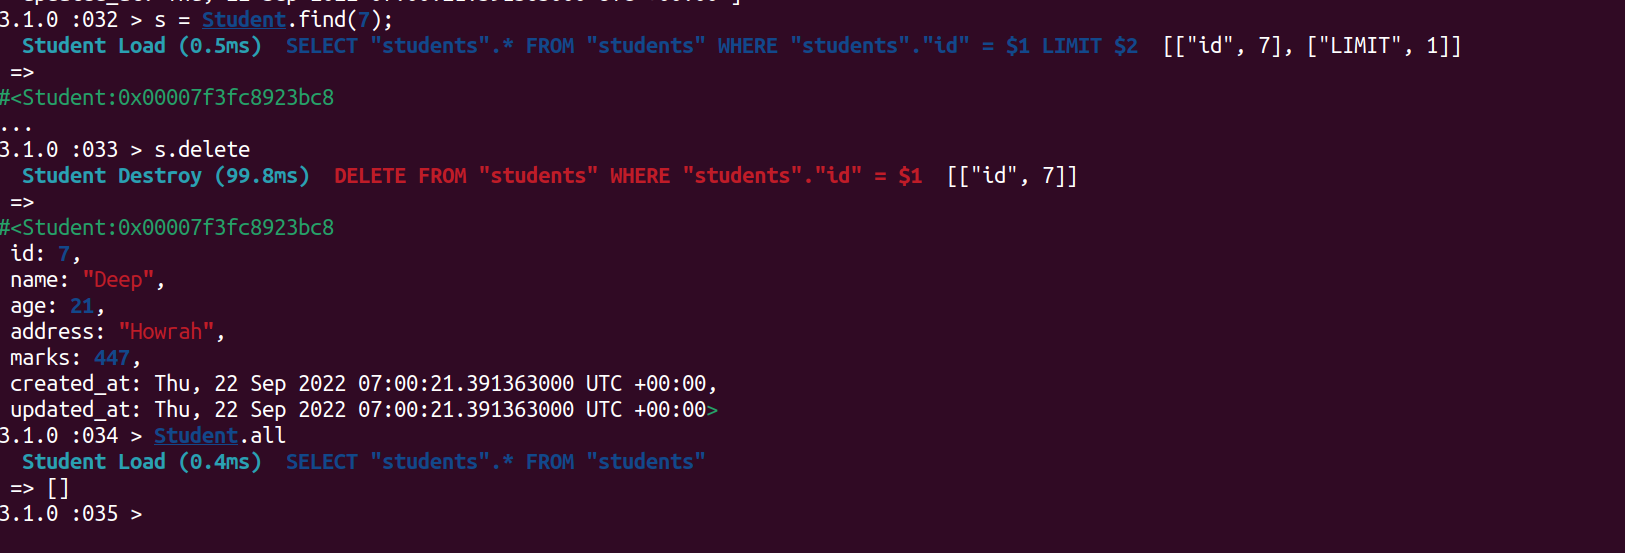 3.1.0 :032 > s = Student.find(7);
  Student Load (0.5ms)  SELECT "students".* FROM "students" WHERE "students"."id" = $1 LIMIT $2  [["id", 7], ["LIMIT", 1]]
 =>
#<Student:0x00007f3fc8923bc8
...
3.1.0 :033 > s.delete
  Student Destroy (99.8ms)  DELETE FROM "students" WHERE "students"."id" = $1  [["id", 7]]
 =>
#<Student:0x00007f3fc8923bc8
 id: 7,
 name: "Deep",
 age: 21,
 address: "Howrah",
 marks: 447,
 created_at: Thu, 22 Sep 2022 07:00:21.391363000 UTC +00:00,
 updated_at: Thu, 22 Sep 2022 07:00:21.391363000 UTC +00:00>
3.1.0 :034 > Student.all
  Student Load (0.4ms)  SELECT "students".* FROM "students"
 => []
3.1.0 :035 >